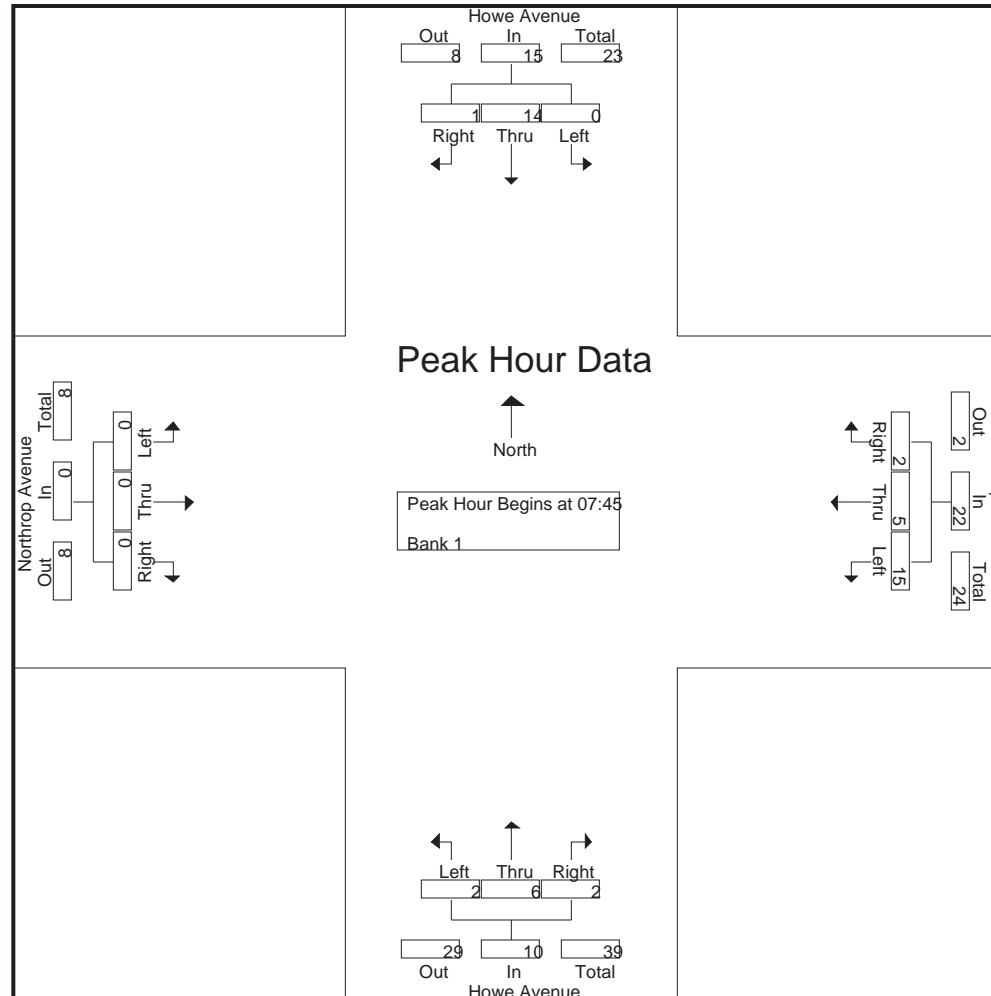 Howe Avenue
Out In Total
8 15 23
1 14 0
Right Thru Left
Peak Hour Data
North
Peak Hour Begins at 07:45
Bank 1
Northrop Avenue
Out In Total
8 0 8
Left Thru Right
0 0 0
Right Thru Left
2 5 15
Out In Total
2 22 24
Left Thru Right
2 6 2
29 10 39
Out In Total
Howe Avenue